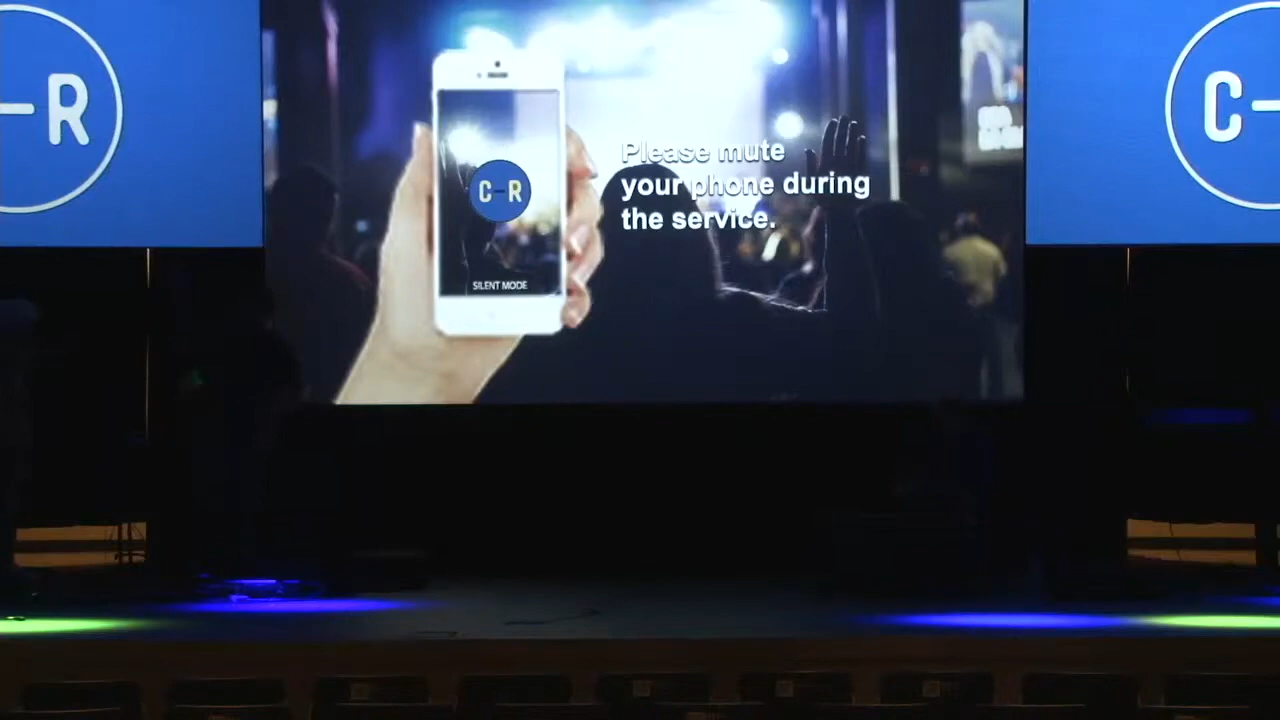 -R
C-
C-R
Please mute
your phone during
the service.
SILENT MODE